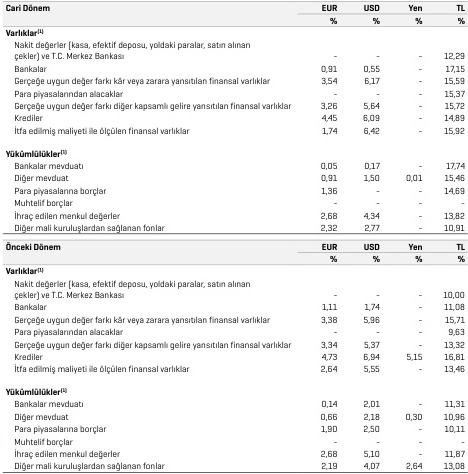 Cari Dönem EUR USD Yen TL
% % % %
Varlıklar(1)
Nakit değerler (kasa, efektif deposu, yoldaki paralar, satın alınan
çekler) ve T.C. Merkez Bankası - - - 12,29
Bankalar 0,91 0,55 - 17,15
Gerçeğe uygun değer farkı kâr veya zarara yansıtılan finansal varlıklar 3,54 6,17 - 15,59
Para piyasalarından alacaklar - - - 15,37
Gerçeğe uygun değer farkı diğer kapsamlı gelire yansıtılan finansal varlıklar 3,26 5,64 - 15,72
Krediler 4,45 6,09 - 14,89
İtfa edilmiş maliyeti ile ölçülen finansal varlıklar 1,74 6,42 - 15,92
Yükümlülükler(1)
Bankalar mevduatı 0,05 0,17 - 17,74
Diğer mevduat 0,91 1,50 0,01 15,46
Para piyasalarına borçlar 1,36 - - 14,69
Muhtelif borçlar - - - -
İhraç edilen menkul değerler 2,68 4,34 - 13,82
Diğer mali kuruluşlardan sağlanan fonlar 2,32 2,77 - 10,91
Önceki Dönem EUR USD Yen TL
% % % %
Varlıklar(1)
Nakit değerler (kasa, efektif deposu, yoldaki paralar, satın alınan
çekler) ve T.C. Merkez Bankası - - - 10,00
Bankalar 1,11 1,74 - 11,08
Gerçeğe uygun değer farkı kâr veya zarara yansıtılan finansal varlıklar 3,38 5,96 - 15,71
Para piyasalarından alacaklar - - - 9,63
Gerçeğe uygun değer farkı diğer kapsamlı gelire yansıtılan finansal varlıklar 3,34 5,37 - 13,32
Krediler 4,73 6,94 5,15 16,81
İtfa edilmiş maliyeti ile ölçülen finansal varlıklar 2,64 5,55 - 13,46
Yükümlülükler(1)
Bankalar mevduatı 0,14 2,01 - 11,31
Diğer mevduat 0,66 2,18 0,30 10,96
Para piyasalarına borçlar 1,90 2,50 - 10,11
Muhtelif borçlar - - - -
İhraç edilen menkul değerler 2,68 5,10 - 11,87
Diğer mali kuruluşlardan sağlanan fonlar 2,19 4,07 2,64 13,08